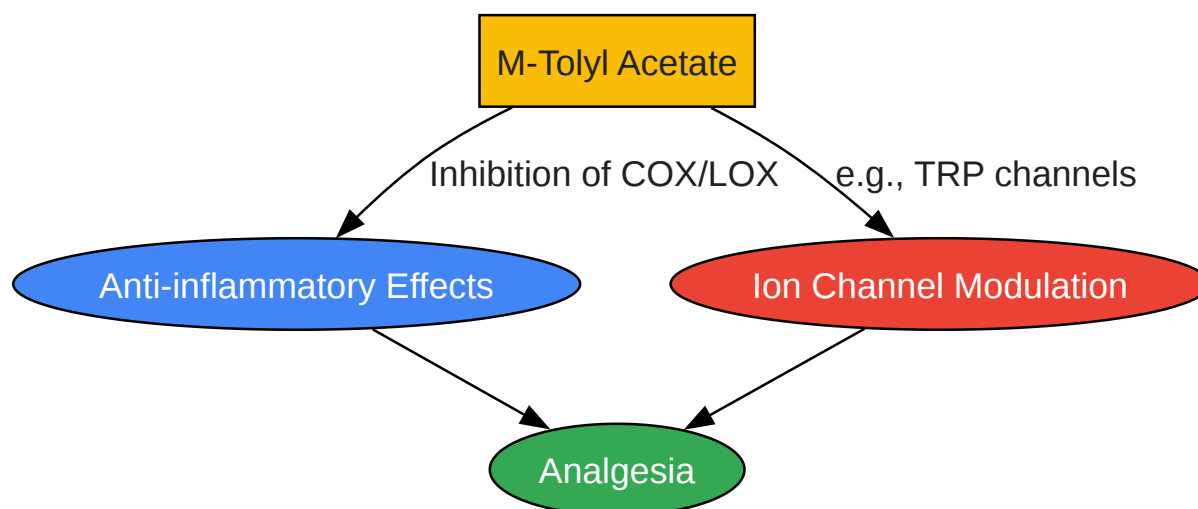 M-Tolyl Acetate
Inhibition of COX/LOX
e.g., TRP channels
Anti-inflammatory Effects
Ion Channel Modulation
Analgesia